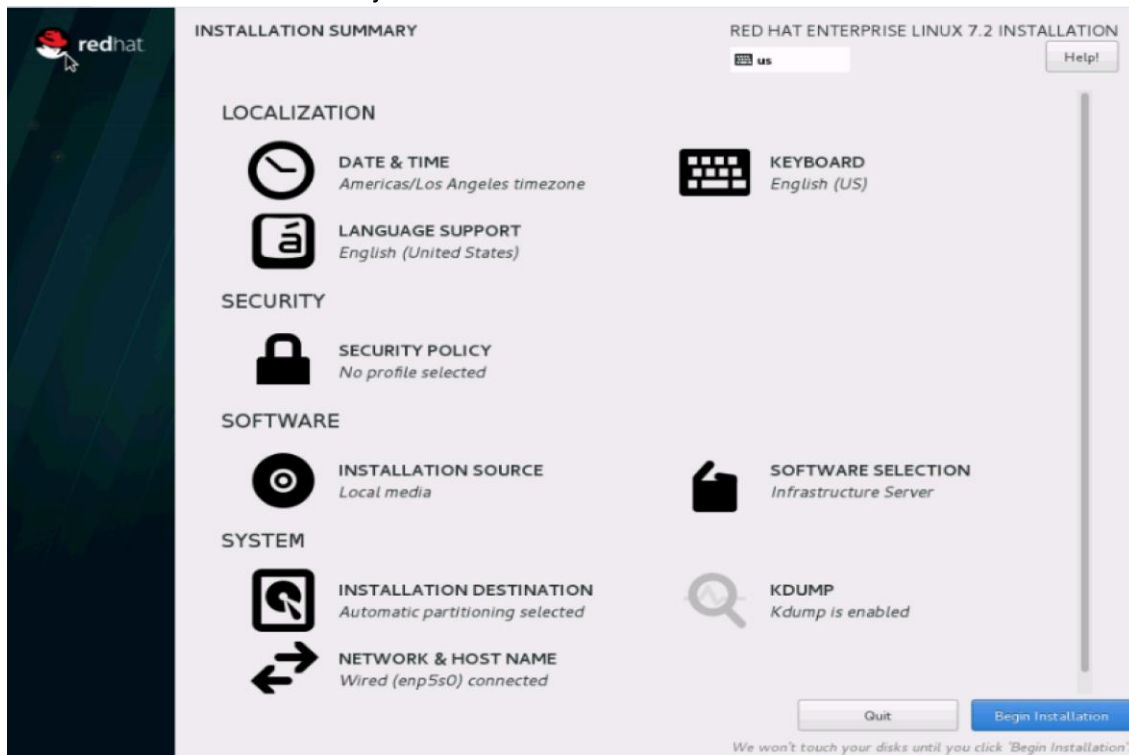 redhat
INSTALLATION SUMMARY
RED HAT ENTERPRISE LINUX 7.2 INSTALLATION
us
Help!
LOCALIZATION
DATE & TIME
Americas/Los Angeles timezone
KEYBOARD
English (US)
á
LANGUAGE SUPPORT
English (United States)
SECURITY
SECURITY POLICY
No profile selected
SOFTWARE
INSTALLATION SOURCE
Local media
SOFTWARE SELECTION
Infrastructure Server
SYSTEM
INSTALLATION DESTINATION
Automatic partitioning selected
KDUMP
Kdump is enabled
NETWORK & HOST NAME
Wired (enp5s0) connected
Quit
Begin Installation
We won't touch your disks until you click 'Begin Installation'